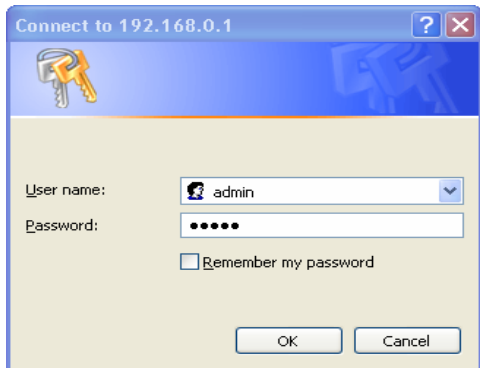 Connect to 192.168.0.1
User name:
admin
Password:
●●●●●
Remember my password
OK
Cancel